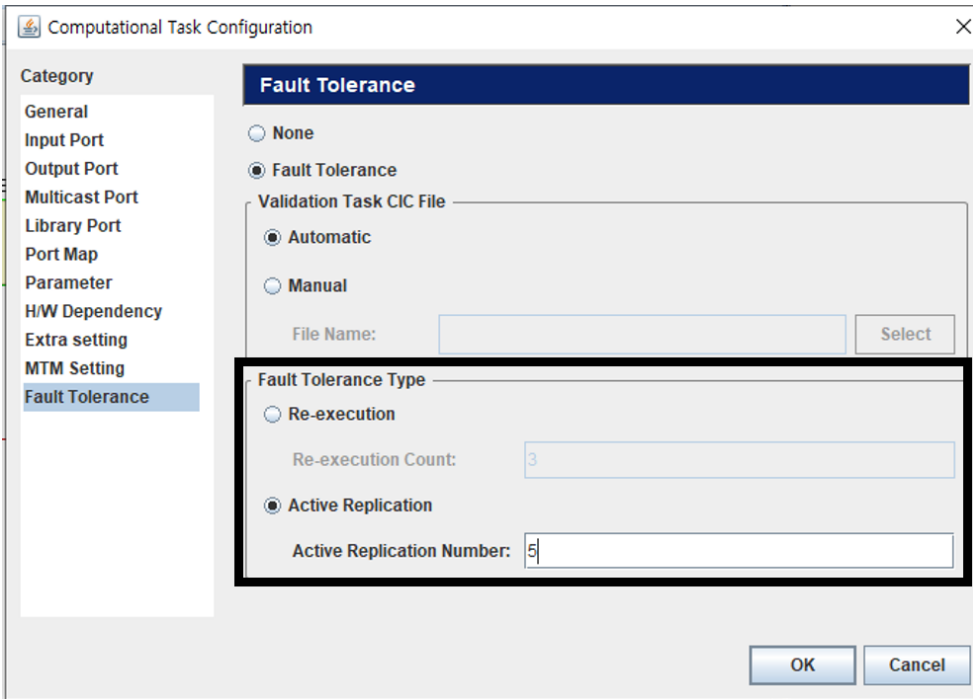 Computational Task Configuration
Category
General
Input Port
Output Port
Multicast Port
Library Port
Port Map
Parameter
H/W Dependency
Extra setting
MTM Setting
Fault Tolerance
Fault Tolerance
None
Fault Tolerance
Validation Task CIC File
Automatic
Manual
File Name:
Select
Fault Tolerance Type
Re-execution
Re-execution Count: 3
Active Replication
Active Replication Number: 5
OK
Cancel